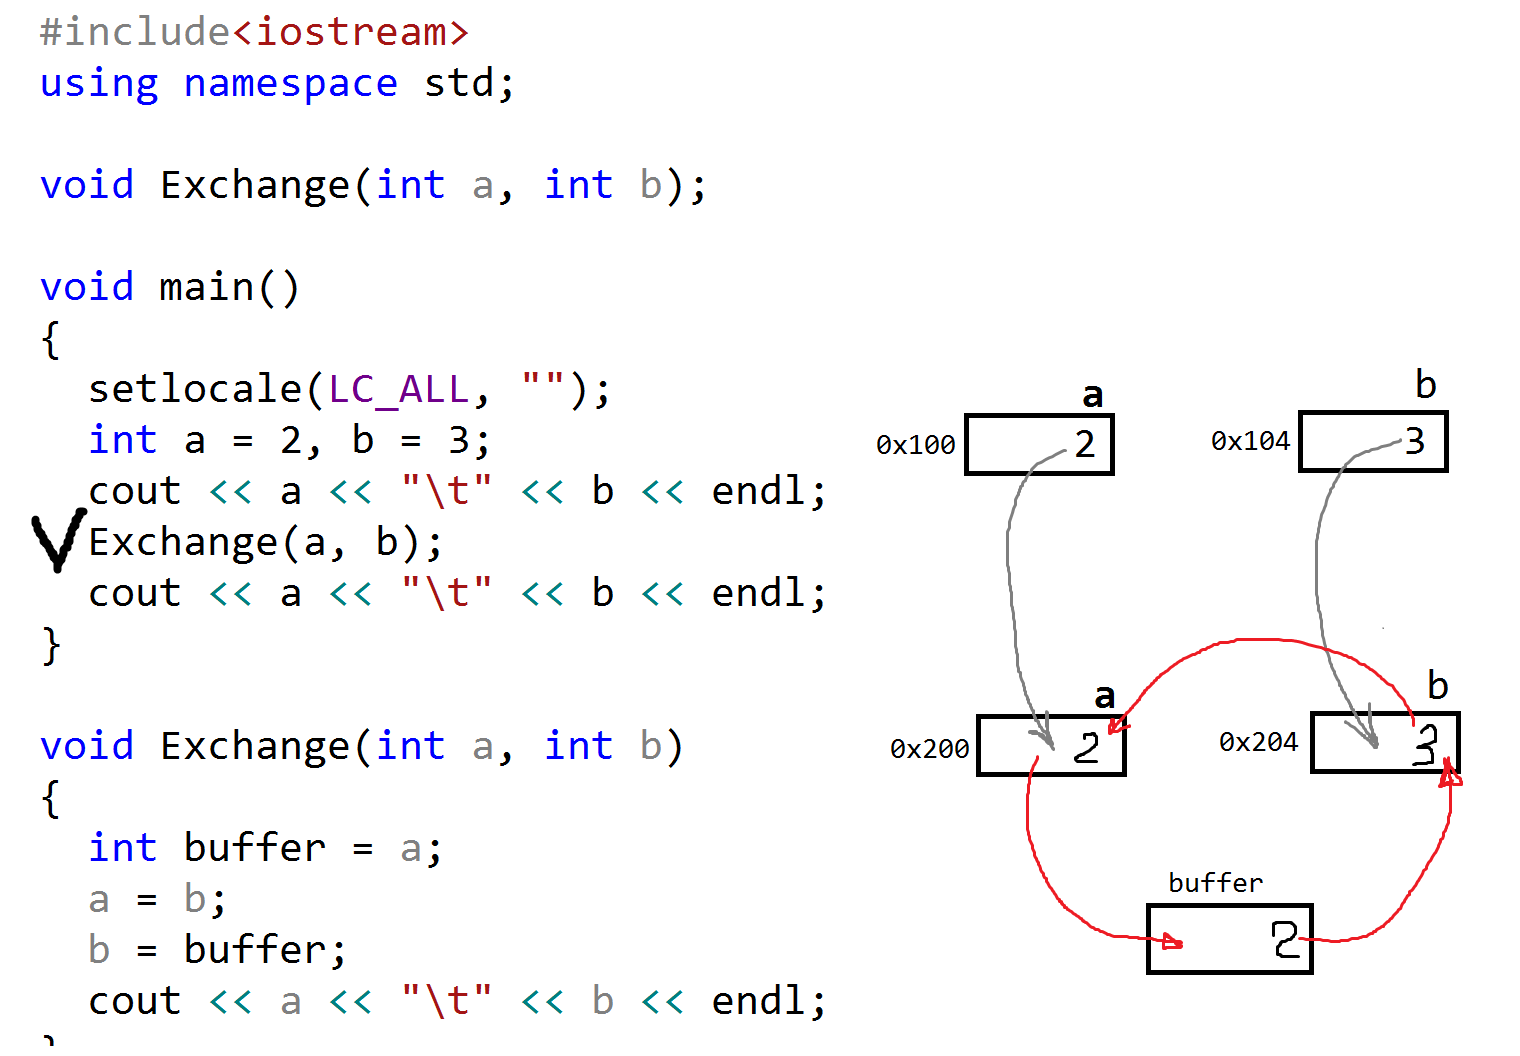 #include<iostream>
using namespace std;
void Exchange(int a, int b);
void main()
{
setlocale(LC_ALL, "");
int a = 2, b = 3;
cout << a << "\t" << b << endl;
Exchange(a, b);
cout << a << "\t" << b << endl;
}
void Exchange(int a, int b)
{
int buffer = a;
a = b;
b = buffer;
cout << a << "\t" << b << endl;
}
a b
0x100 2 0x104 3
a b
0x200 2 0x204 3
buffer
2